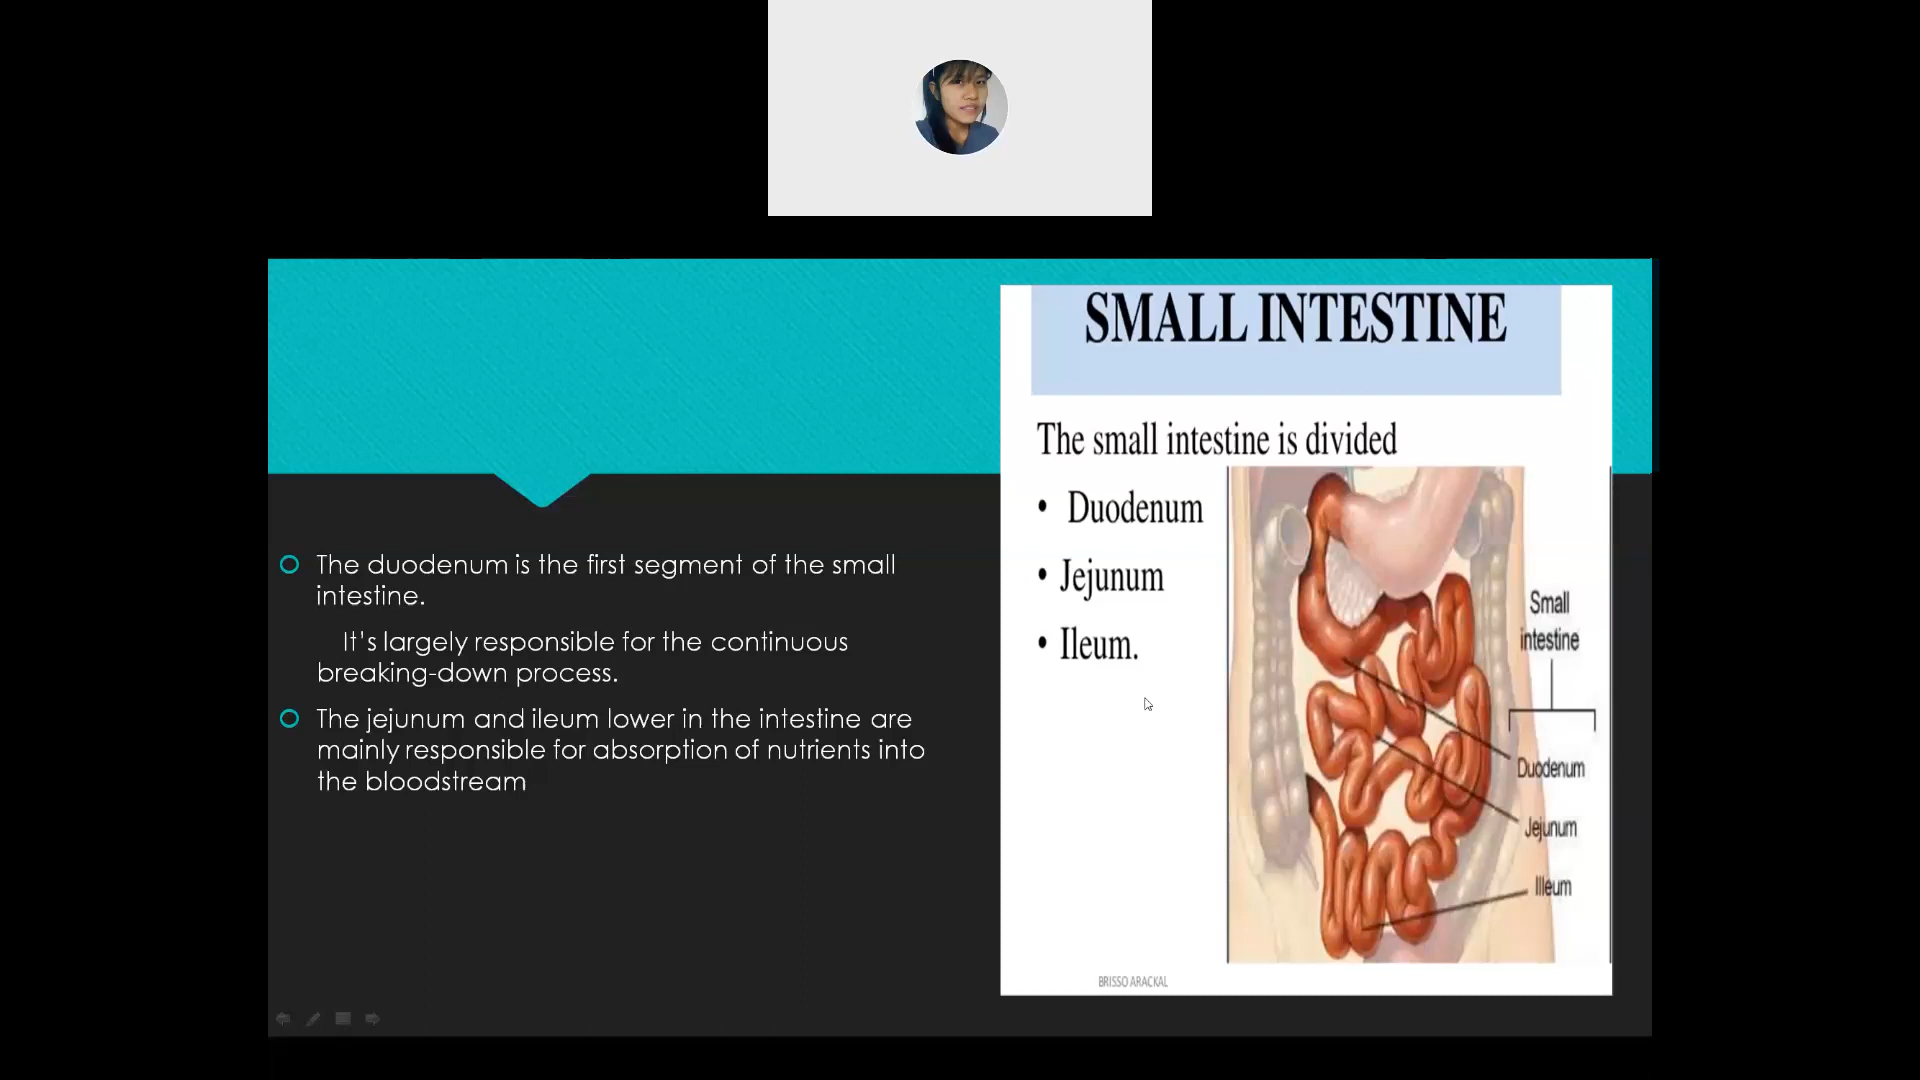 The duodenum is the first segment of the small
intestine.
It's largely responsible for the continuous
breaking-down process.
The jejunum and ileum lower in the intestine are
mainly responsible for absorption of nutrients into
the bloodstream
SMALL INTESTINE
The small intestine is divided
• Duodenum
• Jejunum
• Ileum.
Small
intestine
Duodenum
Jejunum
Illeum
BRISSO ARACKAL